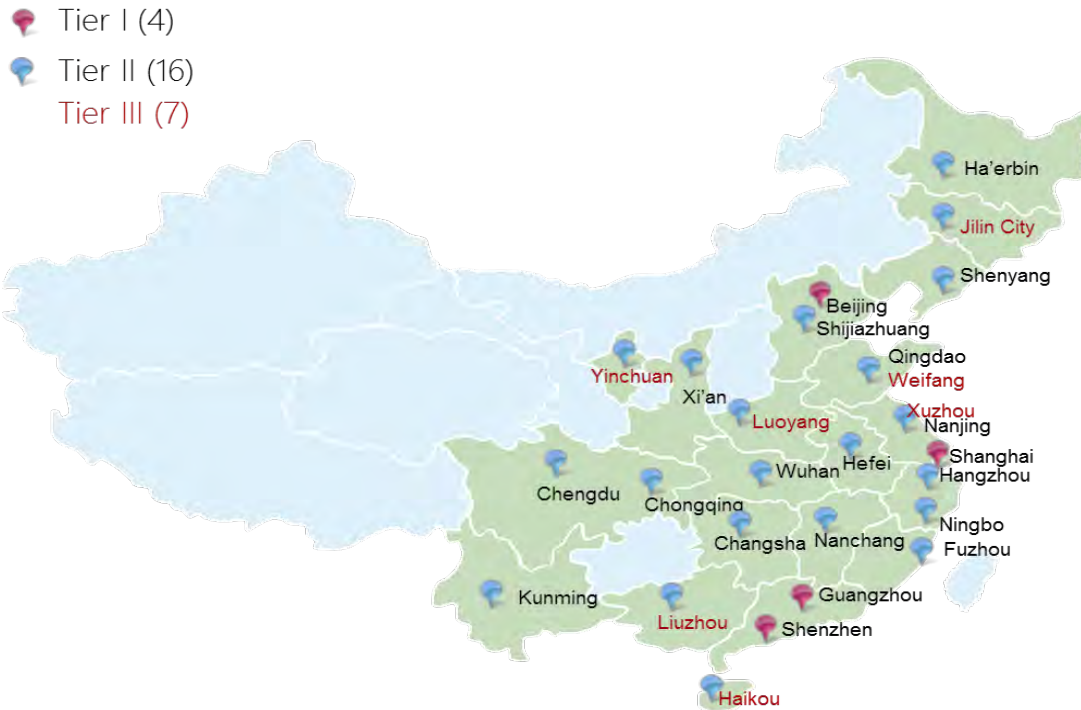 Tier I (4)
Tier II (16)
Tier III (7)
Ha'erbin
Jilin City
Shenyang
Beijing
Shijiazhuang
Qingdao
Weifang
Yinchuan
Xi'an
Xuzhou
Luoyang
Nanjing
Shanghai
Hefei
Wuhan
Hangzhou
Chengdu
Chongqing
Ningbo
Changsha
Nanchang
Fuzhou
Kunming
Guangzhou
Liuzhou
Shenzhen
Haikou